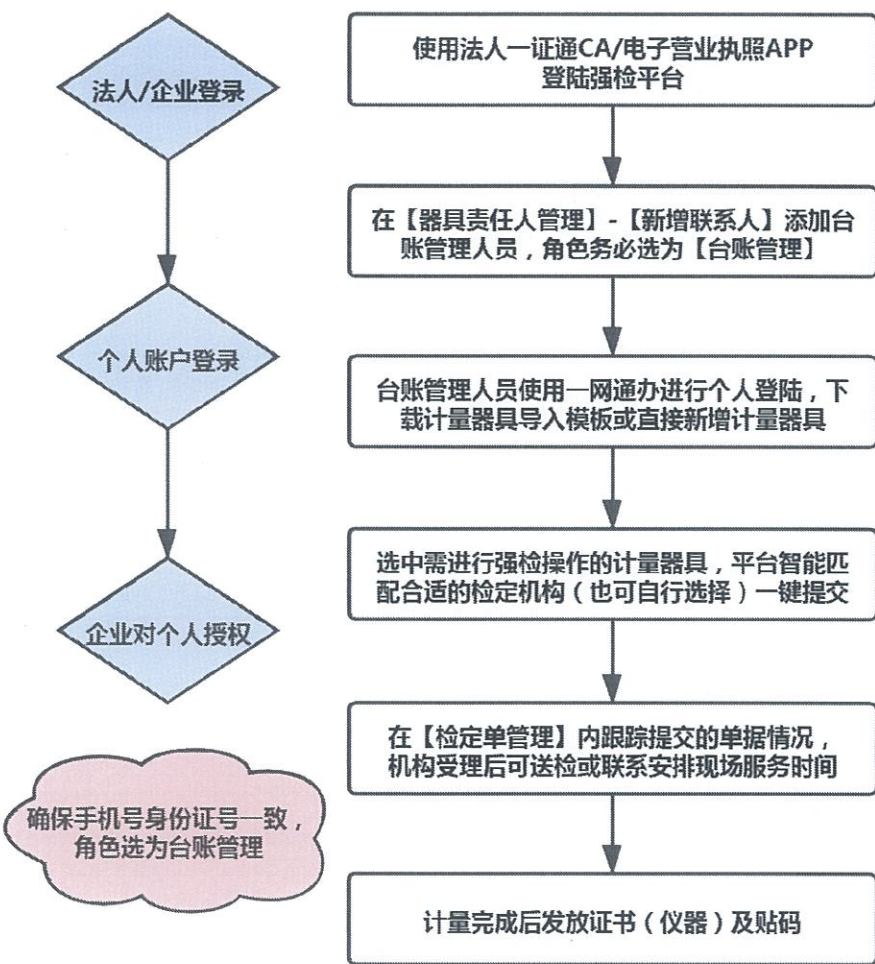 法人/企业登录
个人账户登录
企业对个人授权
确保手机号身份证号一致，
角色选为台账管理
使用法人一证通CA/电子营业执照APP
登陆强检平台
在【器具责任人管理】-【新增联系人】添加台
账管理人员，角色务必选为【台账管理】
台账管理人员使用一网通办进行个人登陆，下
载计量器具导入模板或直接新增计量器具
选中需进行强检操作的计量器具，平台智能匹
配合适的检定机构（也可自行选择）一键提交
在【检定单管理】内跟踪提交的单据情况，
机构受理后可送检或联系安排现场服务时间
计量完成后发放证书（仪器）及贴码